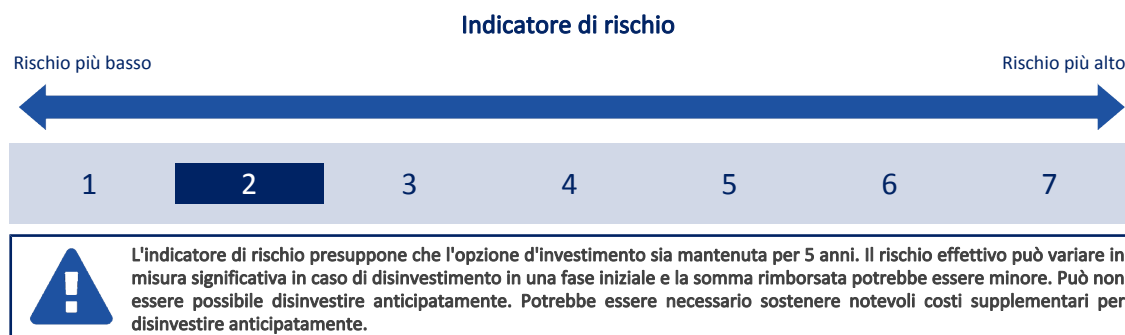 Indicatore di rischio
Rischio più basso
Rischio più alto
1 2 3 4 5 6 7
L'indicatore di rischio presuppone che l'opzione d'investimento sia mantenuta per 5 anni. Il rischio effettivo può variare in
misura significativa in caso di disinvestimento in una fase iniziale e la somma rimborsata potrebbe essere minore. Può non
essere possibile disinvestire anticipatamente. Potrebbe essere necessario sostenere notevoli costi supplementari per
disinvestire anticipatamente.